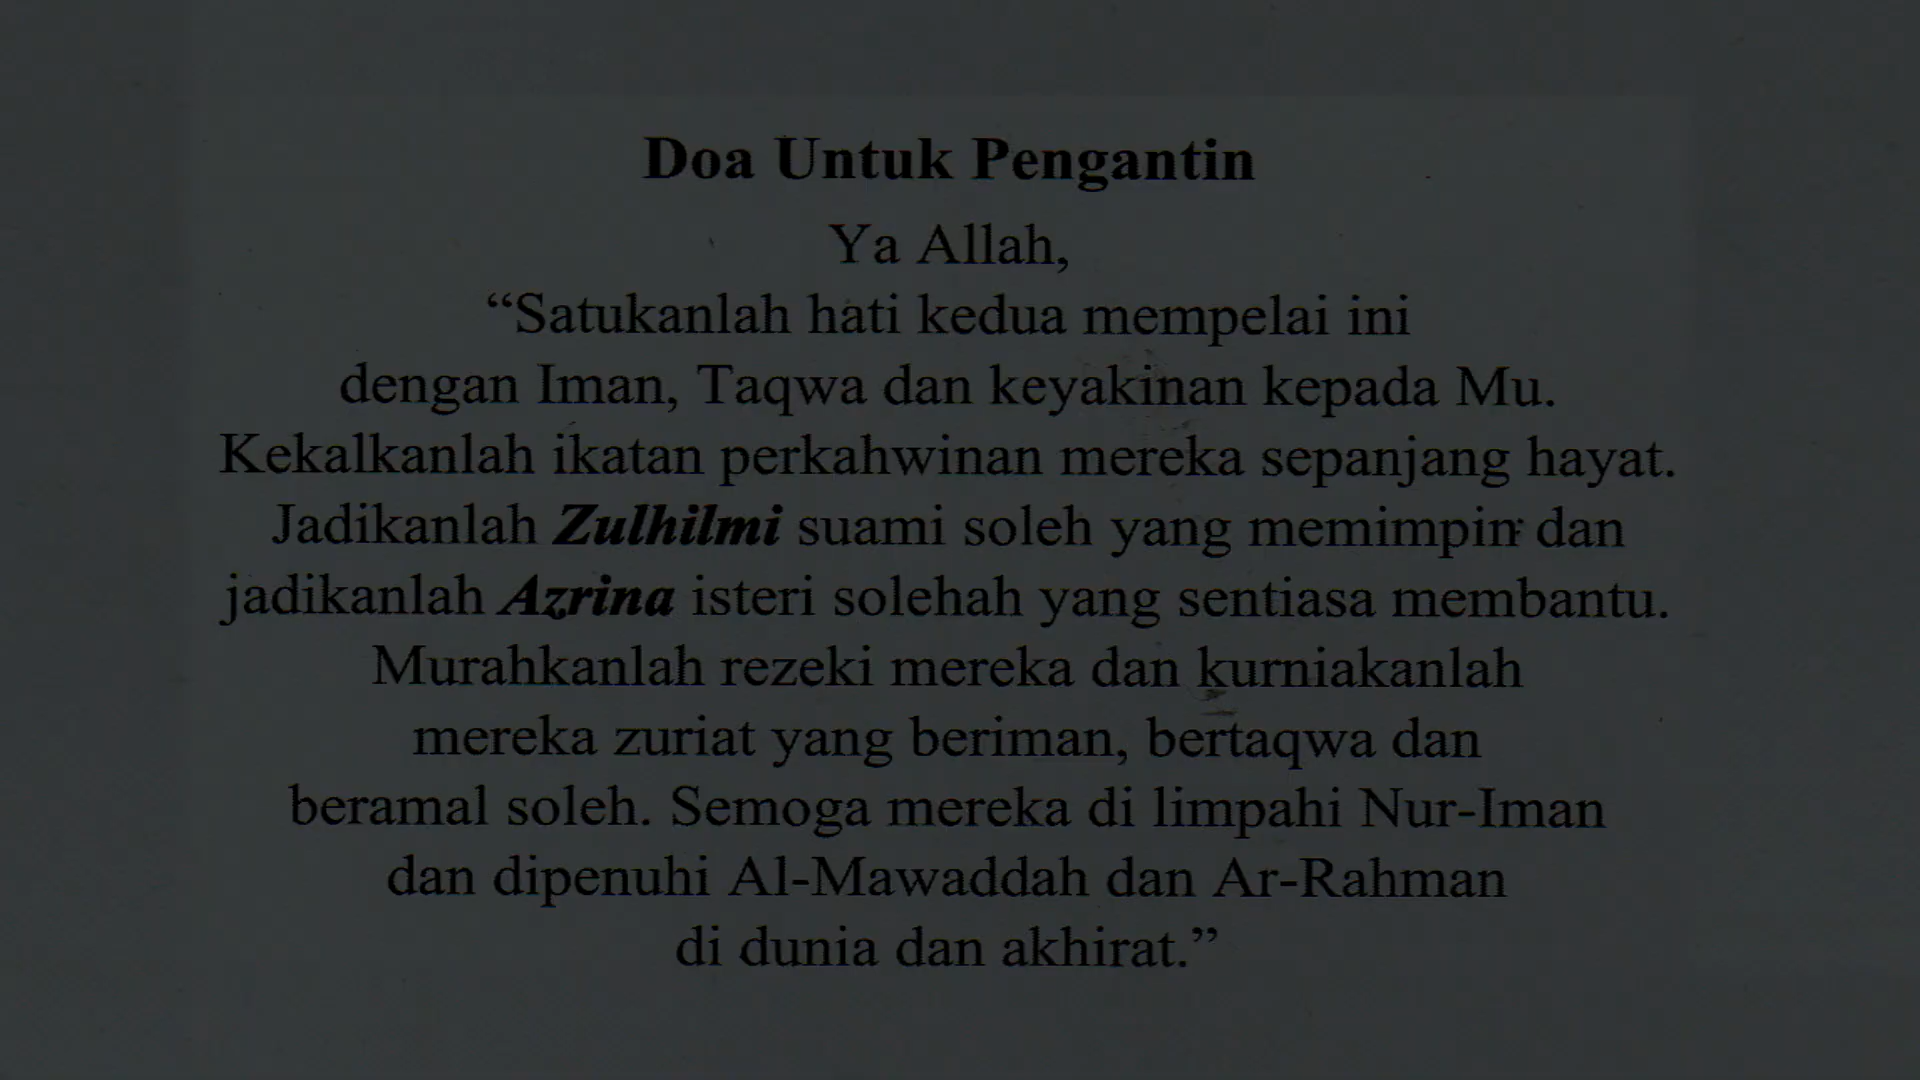 Doa Untuk Pengantin
Ya Allah,
“Satukanlah hati kedua mempelai ini
dengan Iman, Taqwa dan keyakinan kepada Mu.
Kekalkanlah ikatan perkahwinan mereka sepanjang hayat.
Jadikanlah Zulhilmi suami soleh yang memimpin dan
jadikanlah Azrina isteri solehah yang sentiasa membantu.
Murahkanlah rezeki mereka dan kurniakanlah
mereka zuriat yang beriman, bertaqwa dan
beramal soleh. Semoga mereka di limpahi Nur-Iman
dan dipenuhi Al-Mawaddah dan Ar-Rahman
di dunia dan akhirat.”